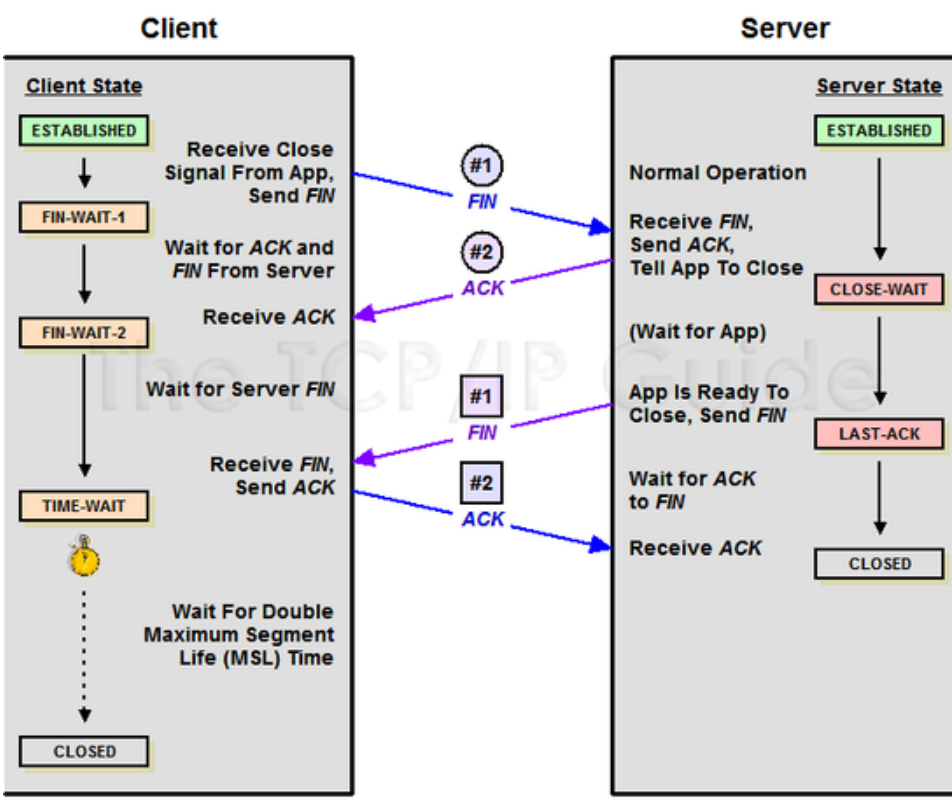 Client
Server
Client State
ESTABLISHED
Receive Close
Signal From App,
Send FIN
FIN-WAIT-1
Wait for ACK and
FIN From Server
Receive ACK
FIN-WAIT-2
Wait for Server FIN
Receive FIN,
Send ACK
TIME-WAIT
Wait For Double
Maximum Segment
Life (MSL) Time
CLOSED
#1
FIN
#2
ACK
#1
FIN
#2
ACK
Server State
ESTABLISHED
Normal Operation
Receive FIN,
Send ACK,
Tell App To Close
CLOSE-WAIT
(Wait for App)
App Is Ready To
Close, Send FIN
LAST-ACK
Wait for ACK
to FIN
Receive ACK
CLOSED
The TCP/IP Guide